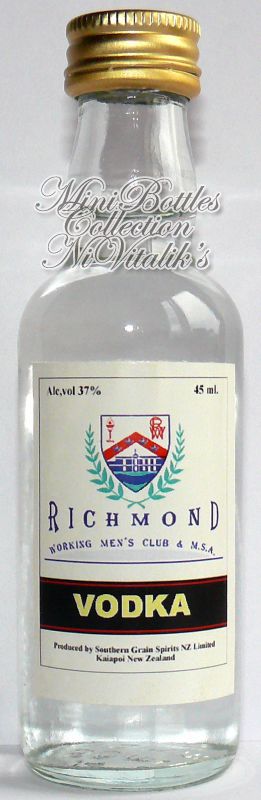 Mini Bottles
Collection
NiVitalik's
Alc,vol 37% 45 ml.
RICHMOND
WORKING MEN'S CLUB & M.S.A.
VODKA
Produced by Southern Grain Spirits NZ Limited
Kaiapoi New Zealand